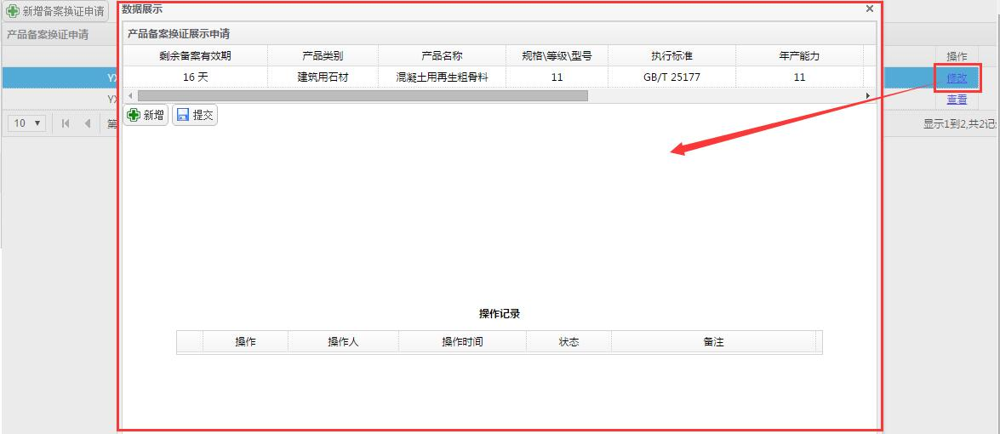 新增备案换证申请
数据展示
产品备案换证申请
产品备案换证展示申请
剩余备案有效期 产品类别 产品名称 规格\等级\型号 执行标准 年产能力
操作
16 天 建筑用石材 混凝土用再生粗骨料 11 GB/T 25177 11
YX
修改
YX
查看
新增 提交
10 第
显示1到2,共2记
操作记录
操作 操作人 操作时间 状态 备注